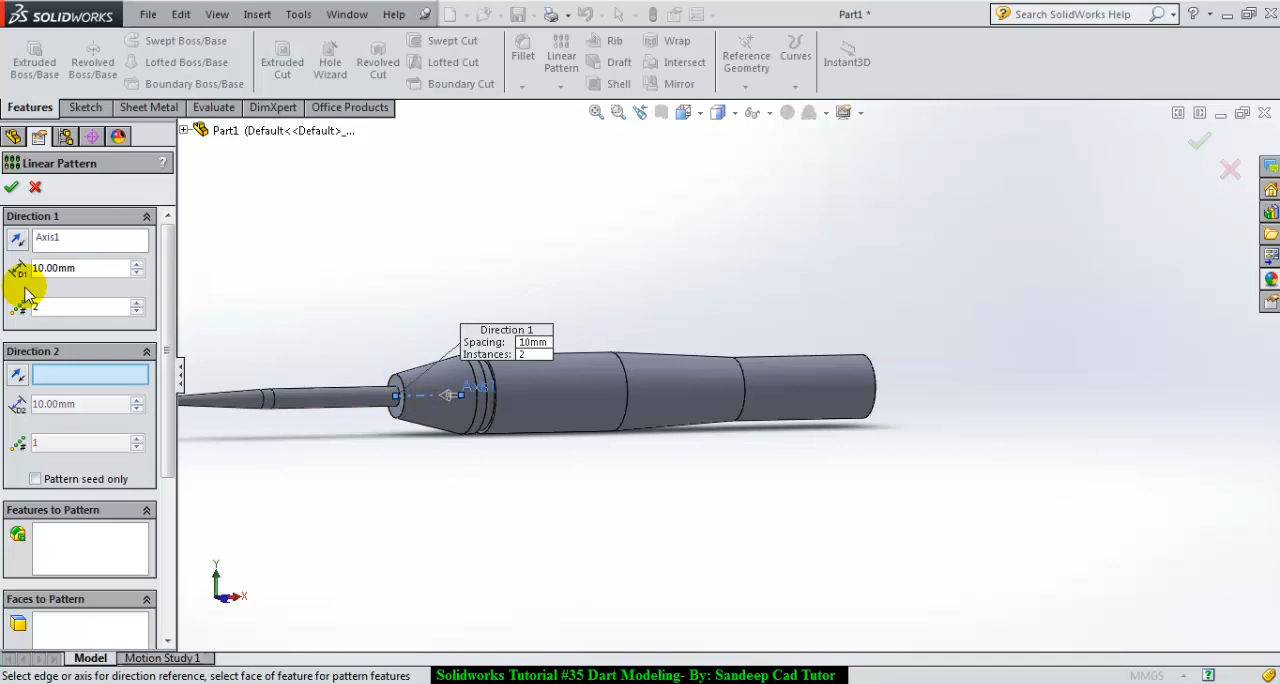 SOLIDWORKS File Edit View Insert Tools Window Help Part1 * Search SolidWorks Help
Extruded Boss/Base Revolved Boss/Base Swept Boss/Base Lofted Boss/Base Boundary Boss/Base Extruded Cut Hole Wizard Revolved Cut Swept Cut Lofted Cut Boundary Cut Fillet Linear Pattern Rib Draft Shell Wrap Intersect Mirror Reference Geometry Curves Instant3D
Features Sketch Sheet Metal Evaluate DimXpert Office Products
Part1 (Default<<Default>_...
Linear Pattern ?
Direction 1
Axis1
10.00mm
2
Direction 1
Spacing: 10mm
Instances: 2
Axis1
Direction 2
10.00mm
1
Pattern seed only
Features to Pattern
Faces to Pattern
Y
X
Model Motion Study 1
Select edge or axis for direction reference, select face of feature for pattern features Solidworks Tutorial #35 Dart Modeling- By: Sandeep Cad Tutor MMGS